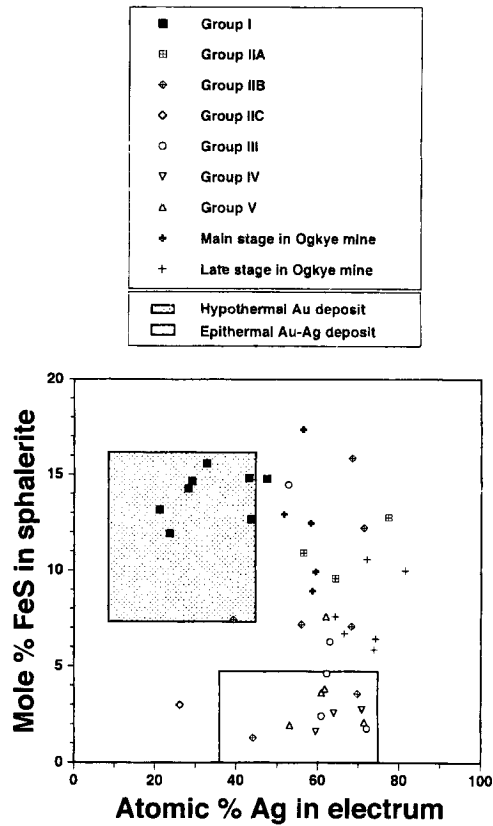 Group I
Group IIA
Group IIB
Group IIC
Group III
Group IV
Group V
Main stage in Ogkye mine
Late stage in Ogkye mine
Hypothermal Au deposit
Epithermal Au-Ag deposit
20
15
10
5
0
Mole % FeS in sphalerite
0 20 40 60 80 100
Atomic % Ag in electrum